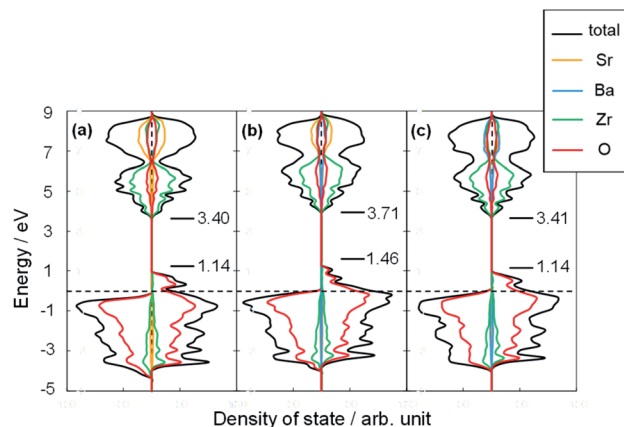 total
Sr
Ba
Zr
O
9
7
5
3
1
-1
-3
-5
Energy / eV
(a)
3.40
1.14
(b)
3.71
1.46
(c)
3.41
1.14
Density of state / arb. unit